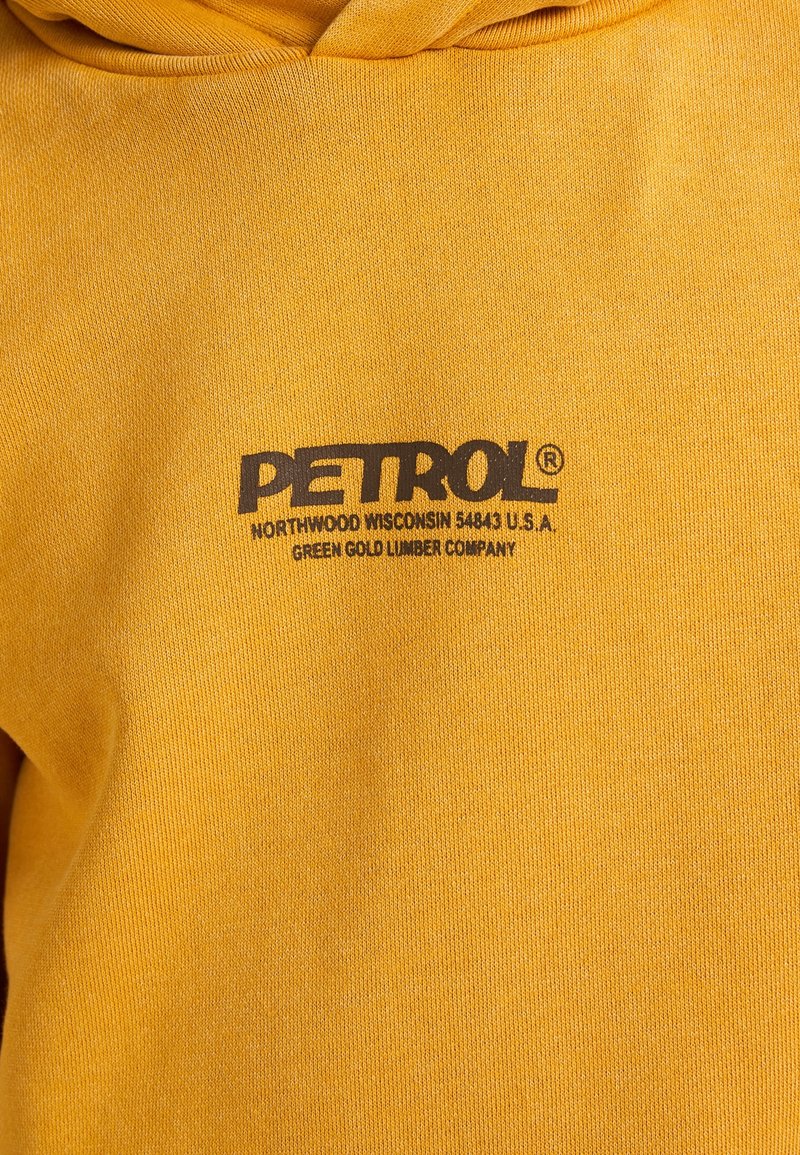 PETROL®
NORTHWOOD WISCONSIN 54843 U.S.A.
GREEN GOLD LUMBER COMPANY